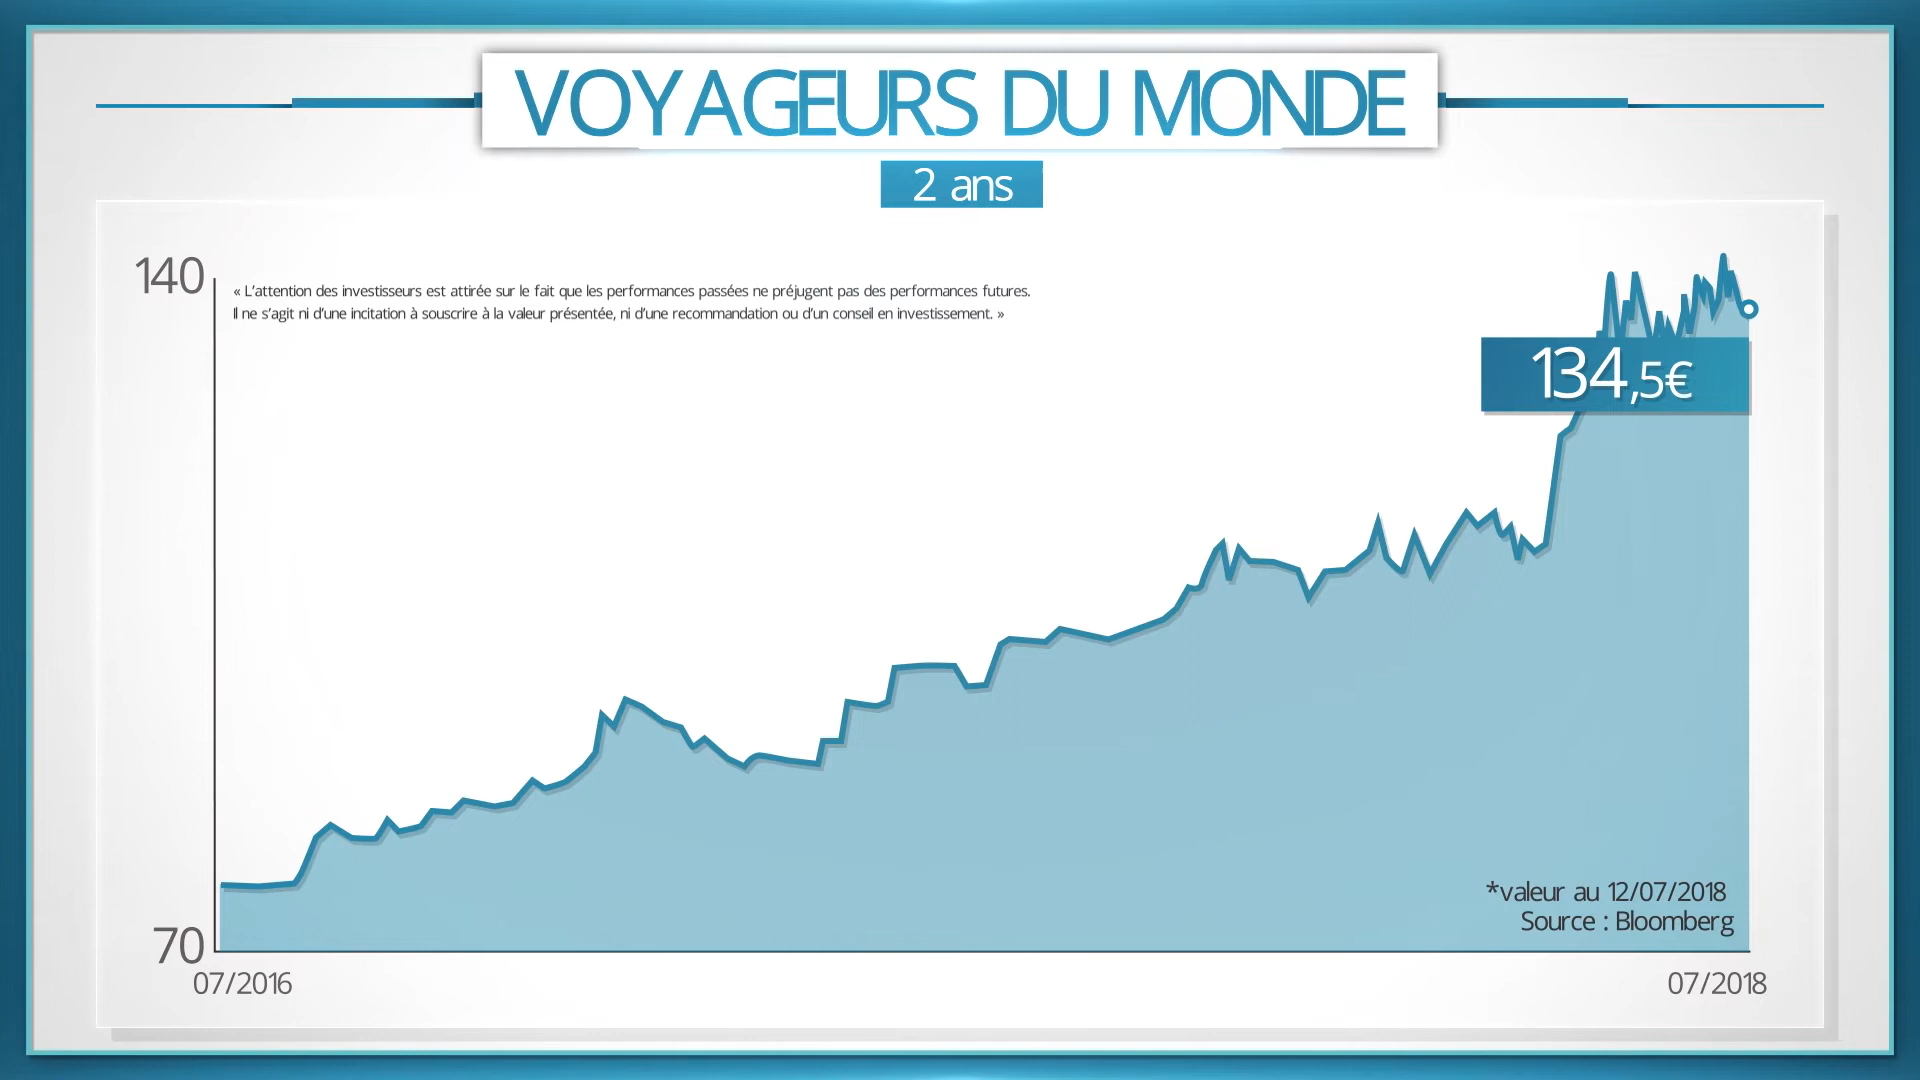 VOYAGEURS DU MONDE
2 ans
140
« L'attention des investisseurs est attirée sur le fait que les performances passées ne préjugent pas des performances futures.
Il ne s'agit ni d'une incitation à souscrire à la valeur présentée, ni d'une recommandation ou d'un conseil en investissement. »
134,5€
*valeur au 12/07/2018
Source : Bloomberg
70
07/2016
07/2018